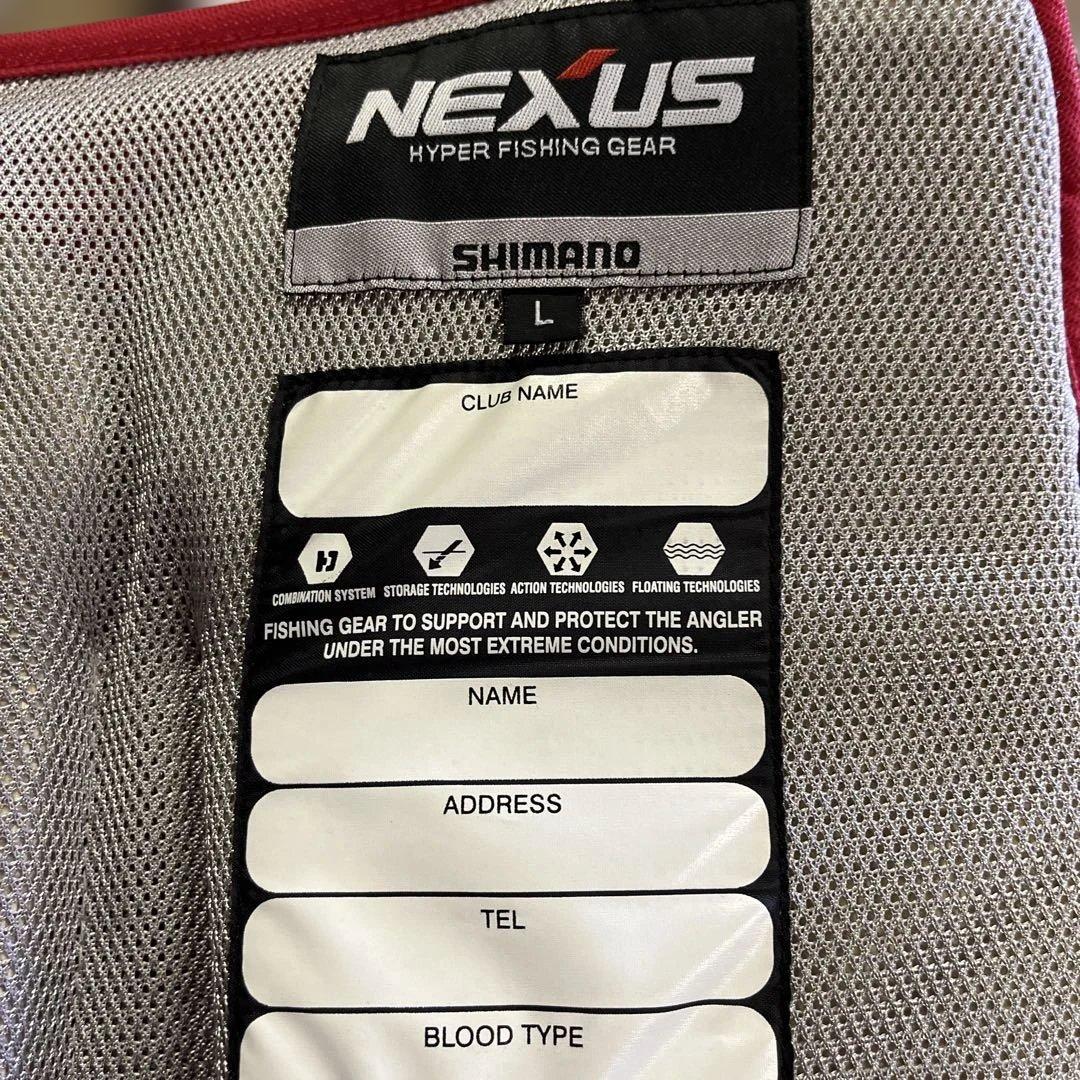 NEXUS
HYPER FISHING GEAR
SHIMANO
L
CLUB NAME
COMBINATION SYSTEM STORAGE TECHNOLOGIES ACTION TECHNOLOGIES FLOATING TECHNOLOGIES
FISHING GEAR TO SUPPORT AND PROTECT THE ANGLER
UNDER THE MOST EXTREME CONDITIONS.
NAME
ADDRESS
TEL
BLOOD TYPE